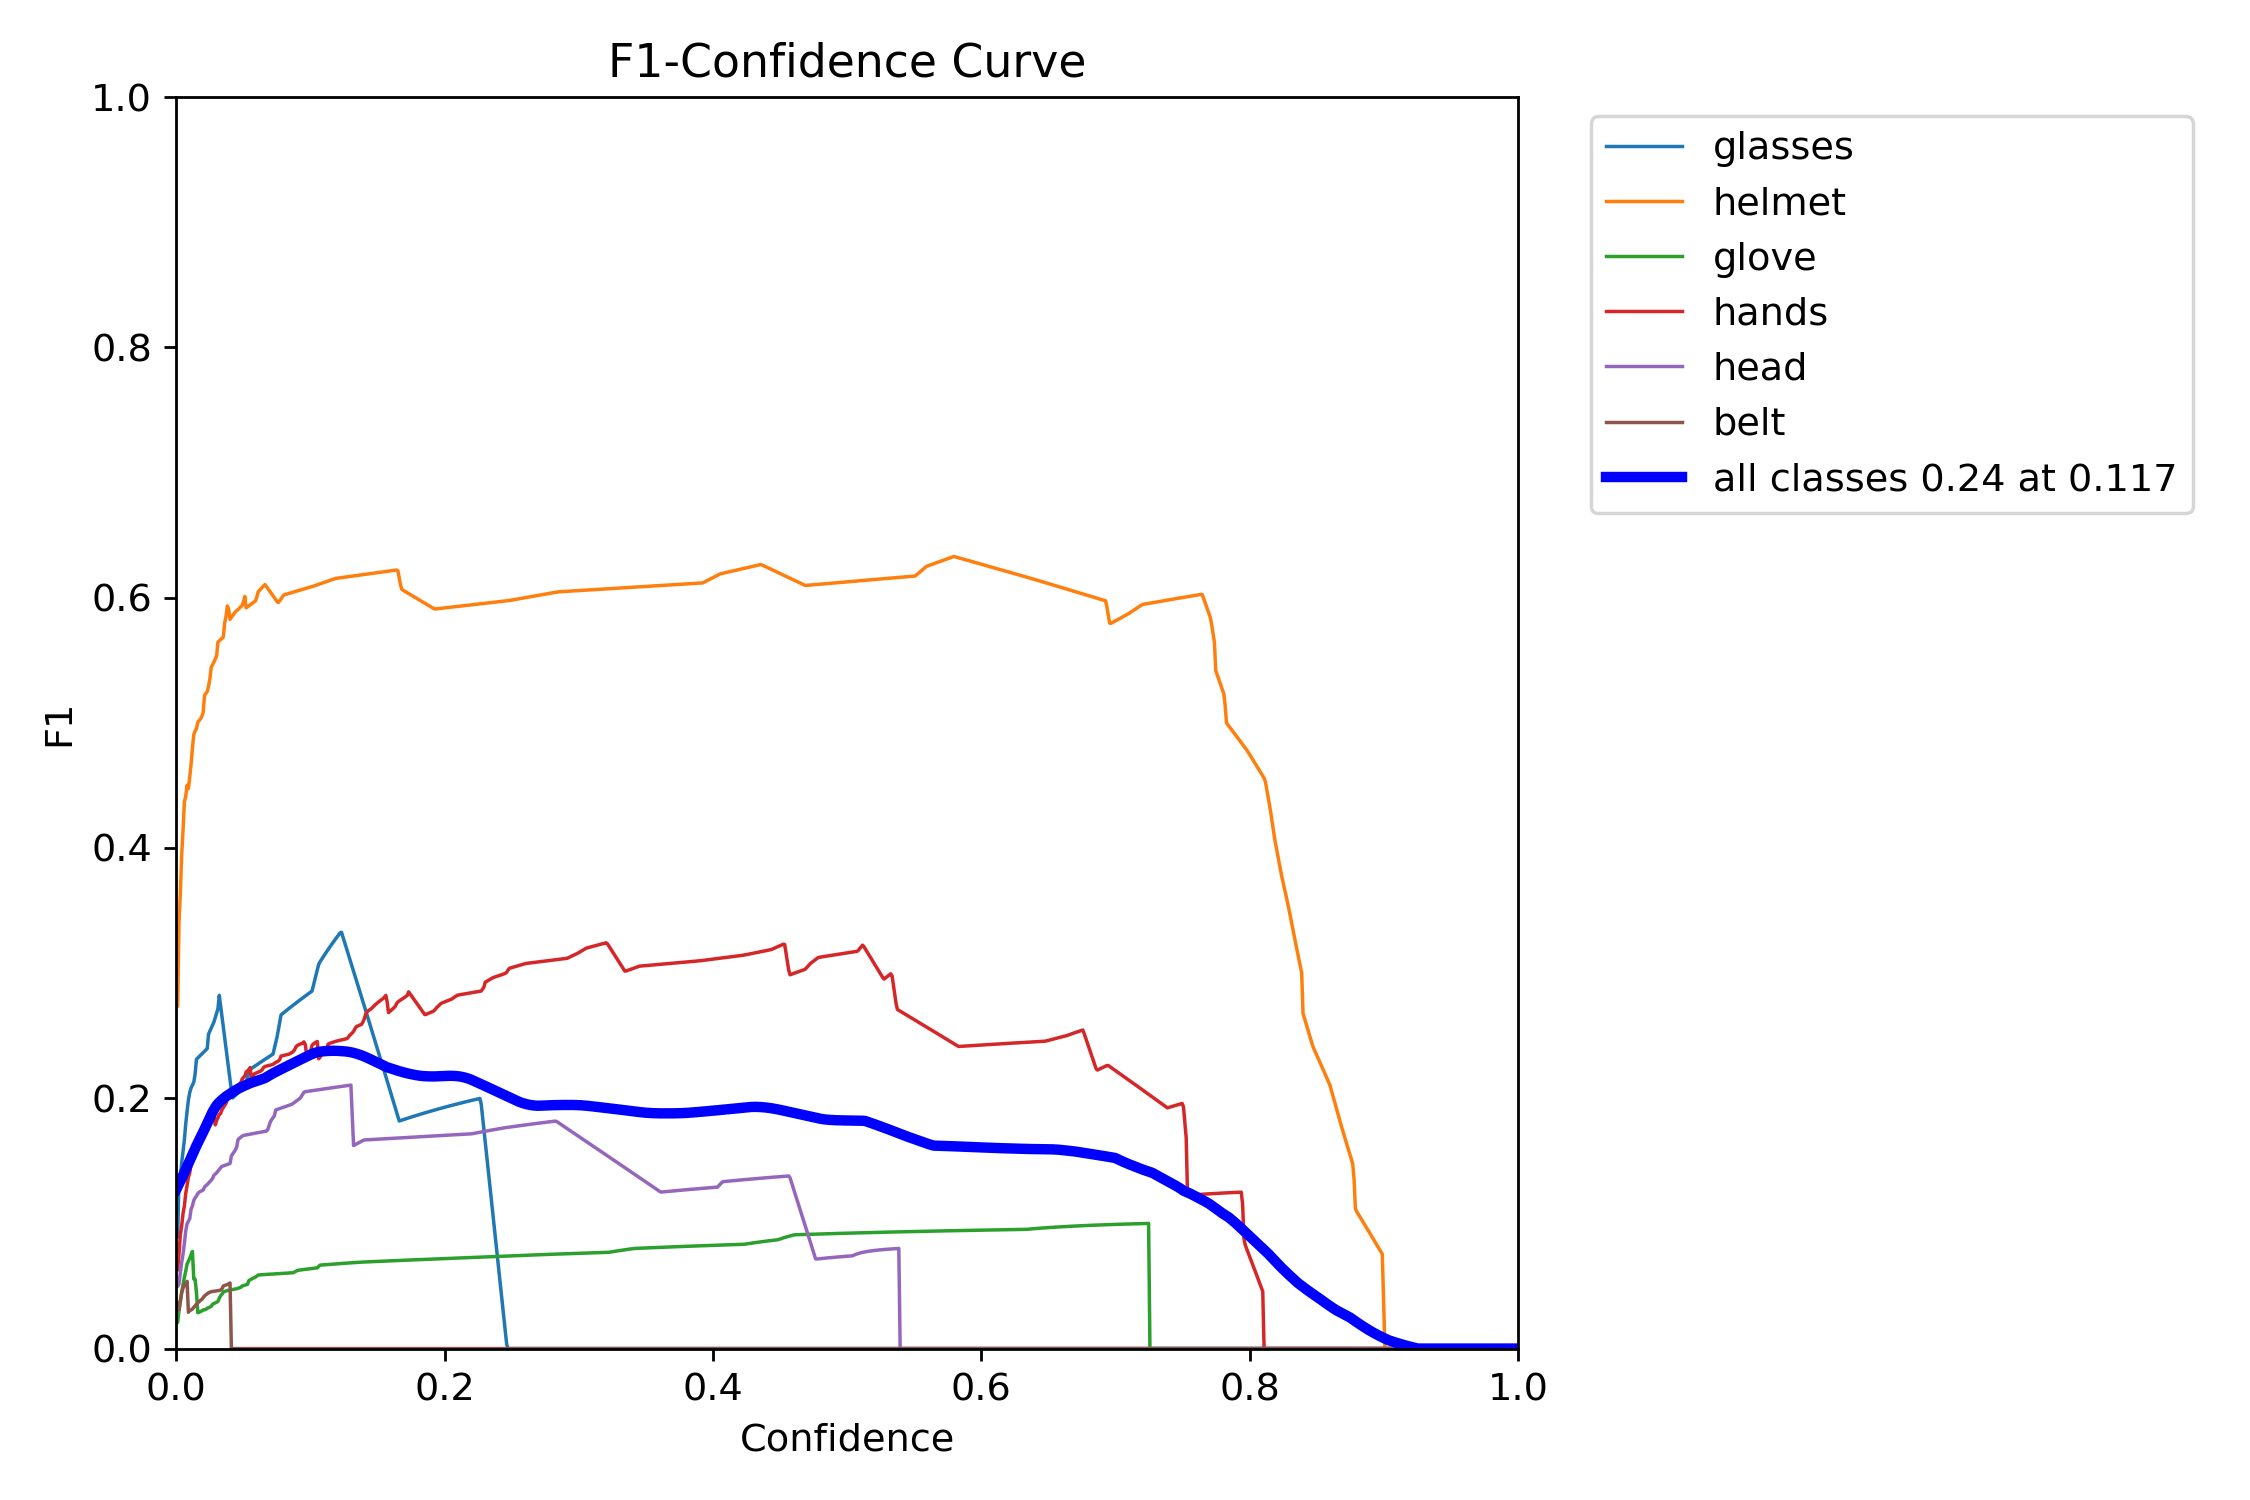 F1-Confidence Curve
1.0
0.8
0.6
0.4
0.2
0.0
F1
0.0 0.2 0.4 0.6 0.8 1.0
Confidence
glasses
helmet
glove
hands
head
belt
all classes 0.24 at 0.117